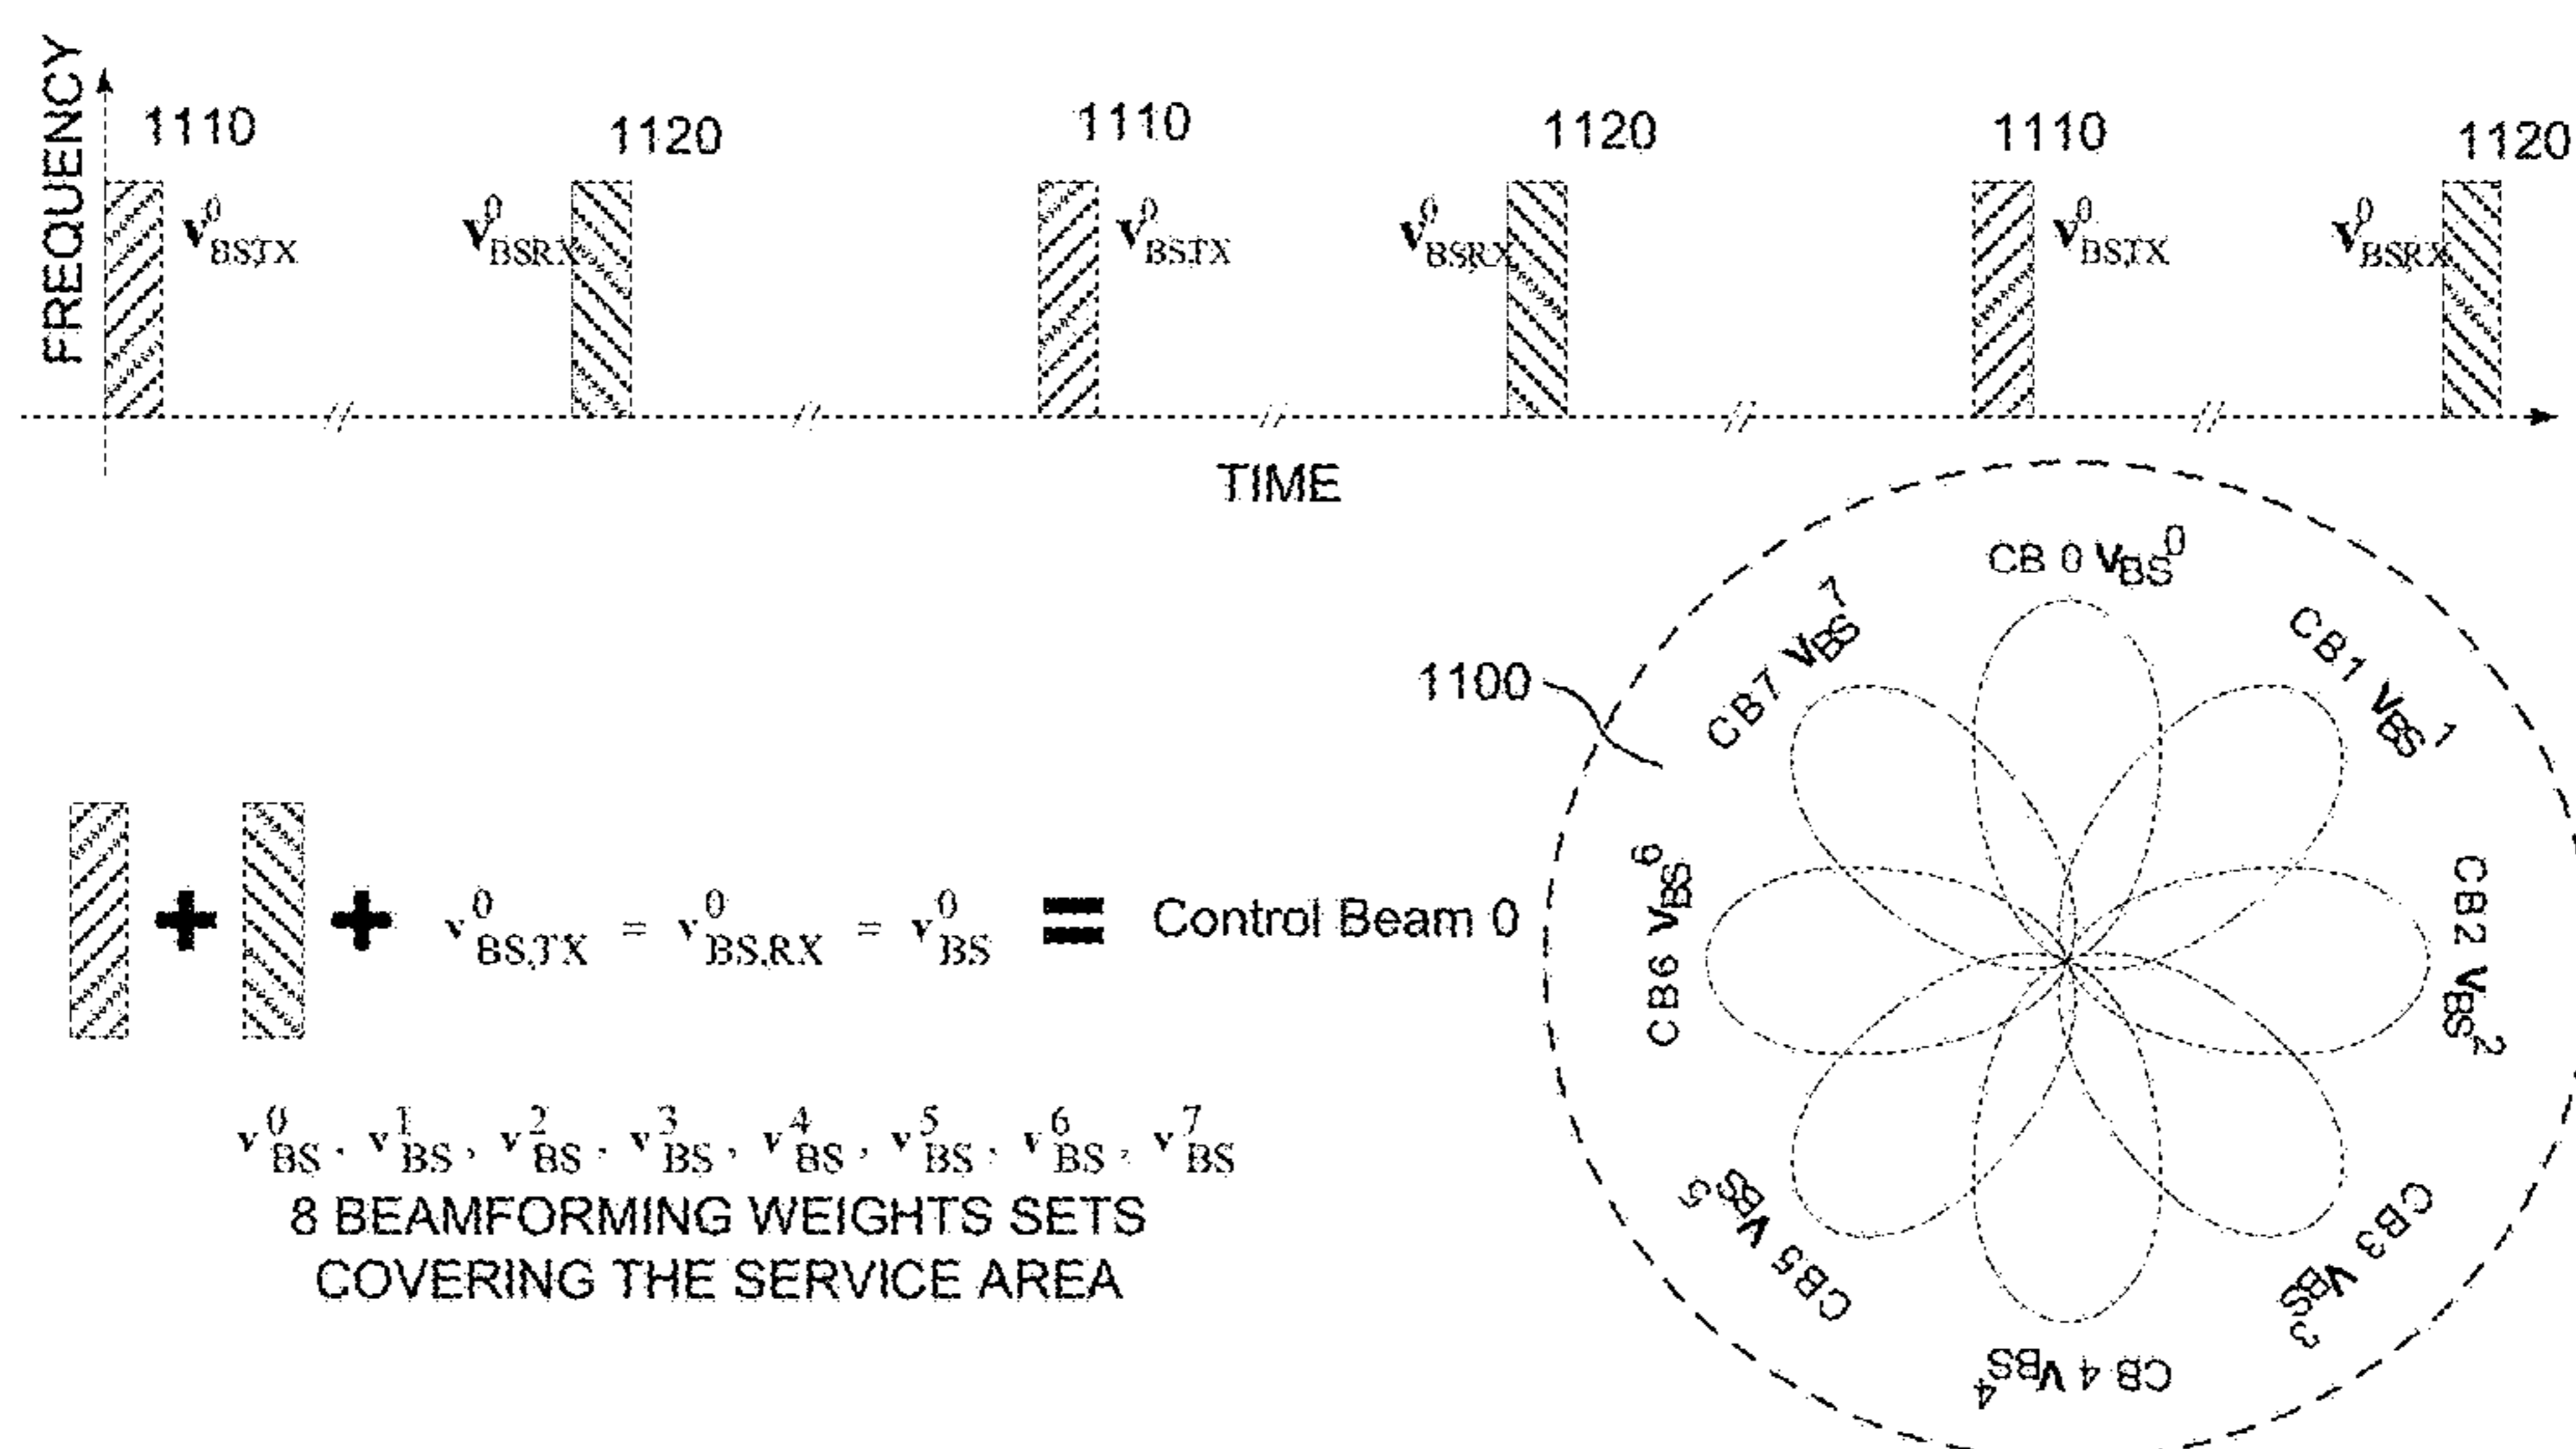 FREQUENCY
1110 1120 1110 1120 1110 1120
v⁰BS,TX v⁰BS,RX v⁰BS,TX v⁰BS,RX v⁰BS,TX v⁰BS,RX
TIME
1100
CB 0 VBS⁰
CB1 VBS¹
CB2 VBS²
CB3 VBS³
CB 4 VBS⁴
CB5 VBS⁵
CB6 VBS⁶
CB7 VBS⁷
+ + v⁰BS,TX = v⁰BS,RX = v⁰BS = Control Beam 0
v⁰BS, v¹BS, v²BS, v³BS, v⁴BS, v⁵BS, v⁶BS, v⁷BS
8 BEAMFORMING WEIGHTS SETS
COVERING THE SERVICE AREA